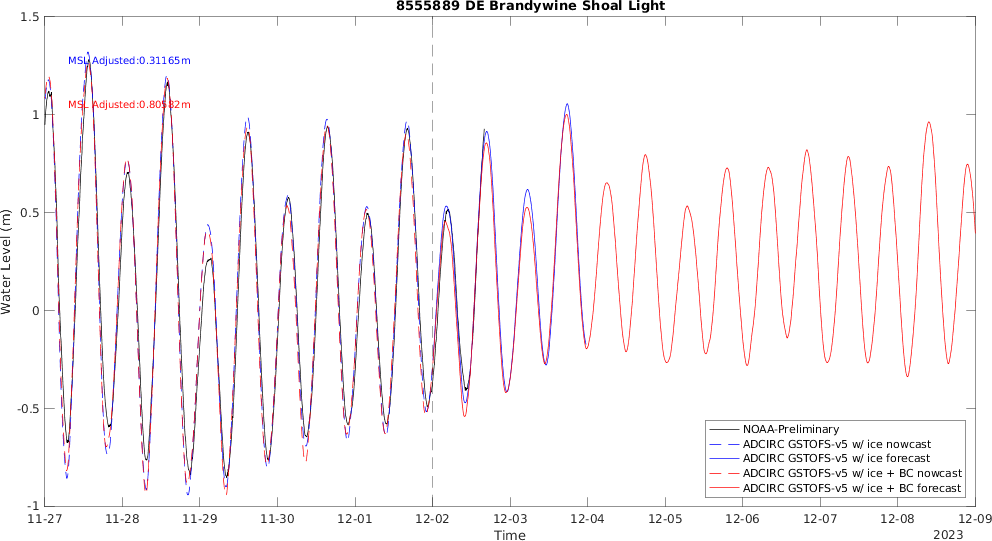 8555889 DE Brandywine Shoal Light
1.5
1
0.5
0
-0.5
-1
Water Level (m)
MSL Adjusted:0.31165m
MSL Adjusted:0.80582m
NOAA-Preliminary
ADCIRC GSTOFS-v5 w/ ice nowcast
ADCIRC GSTOFS-v5 w/ ice forecast
ADCIRC GSTOFS-v5 w/ ice + BC nowcast
ADCIRC GSTOFS-v5 w/ ice + BC forecast
11-27 11-28 11-29 11-30 12-01 12-02 12-03 12-04 12-05 12-06 12-07 12-08 12-09
Time
2023